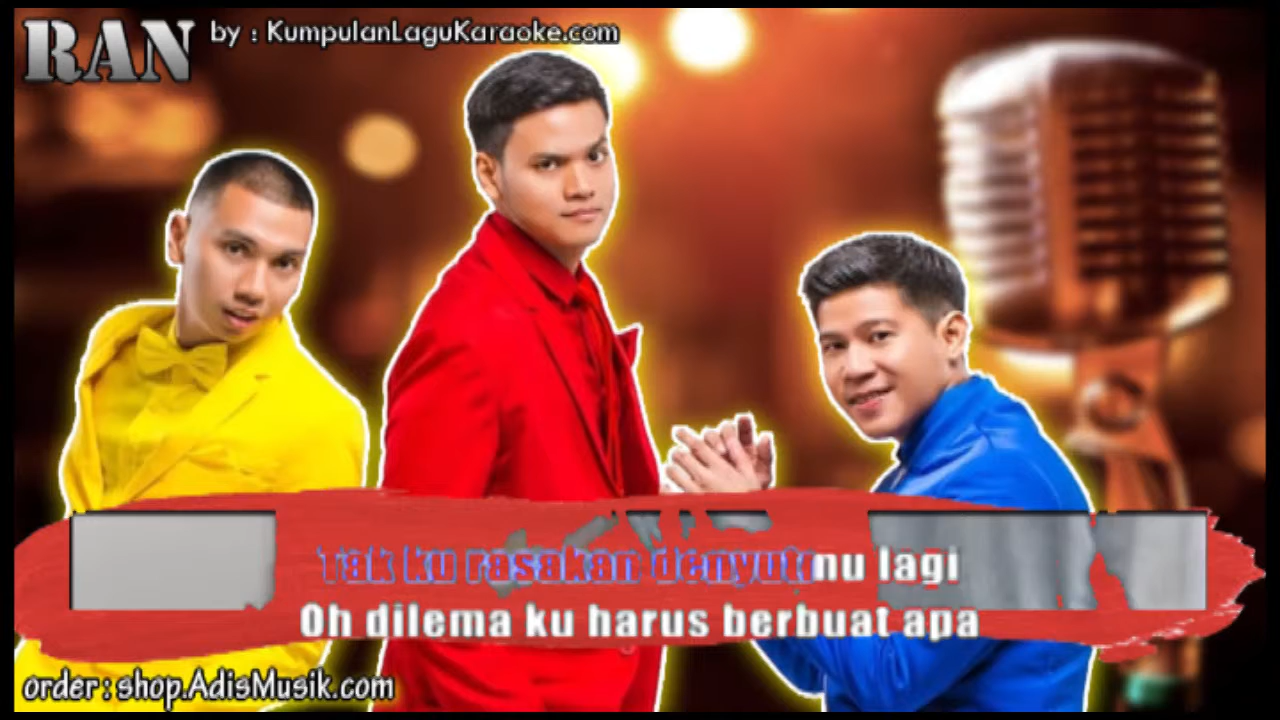 RAN by : KumpulanLaguKaraoke.com
Tak ku rasakan denyutmu lagi
Oh dilema ku harus berbuat apa
order : shop.AdisMusik.com